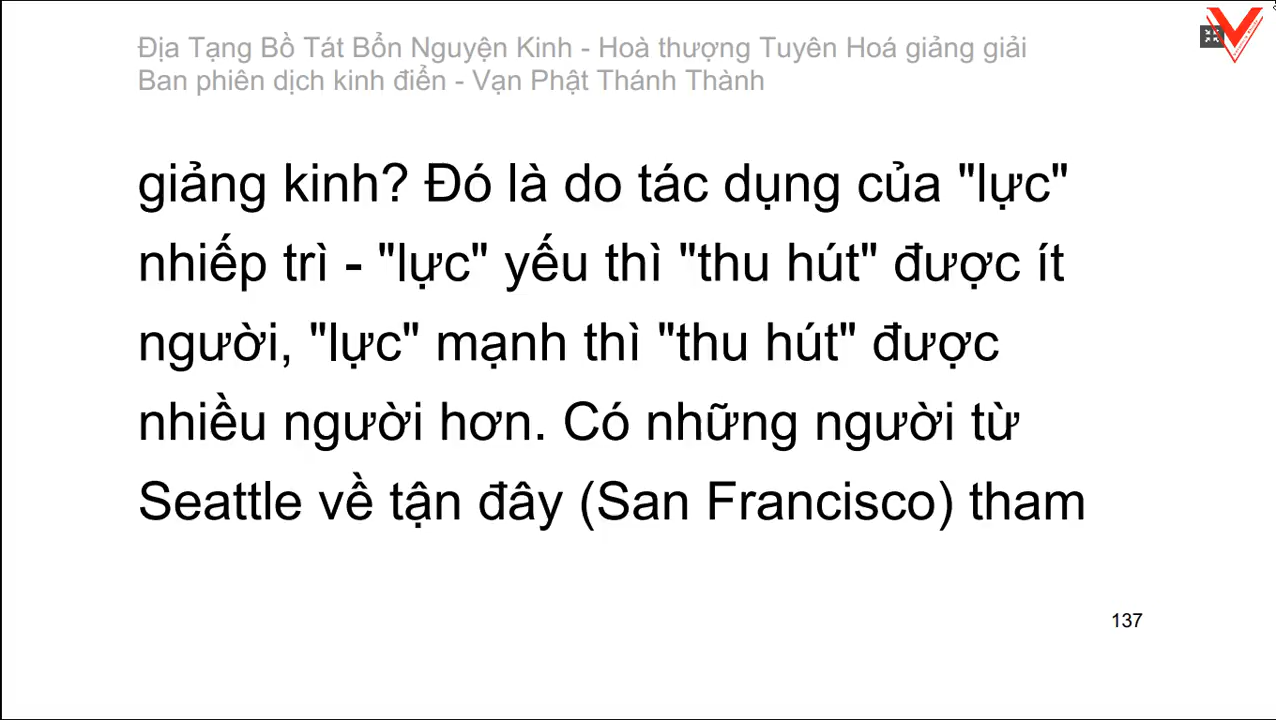 Địa Tạng Bồ Tát Bổn Nguyện Kinh - Hoà thượng Tuyên Hoá giảng giải
Ban phiên dịch kinh điển - Vạn Phật Thánh Thành
giảng kinh? Đó là do tác dụng của "lực"
nhiếp trì - "lực" yếu thì "thu hút" được ít
người, "lực" mạnh thì "thu hút" được
nhiều người hơn. Có những người từ
Seattle về tận đây (San Francisco) tham
137